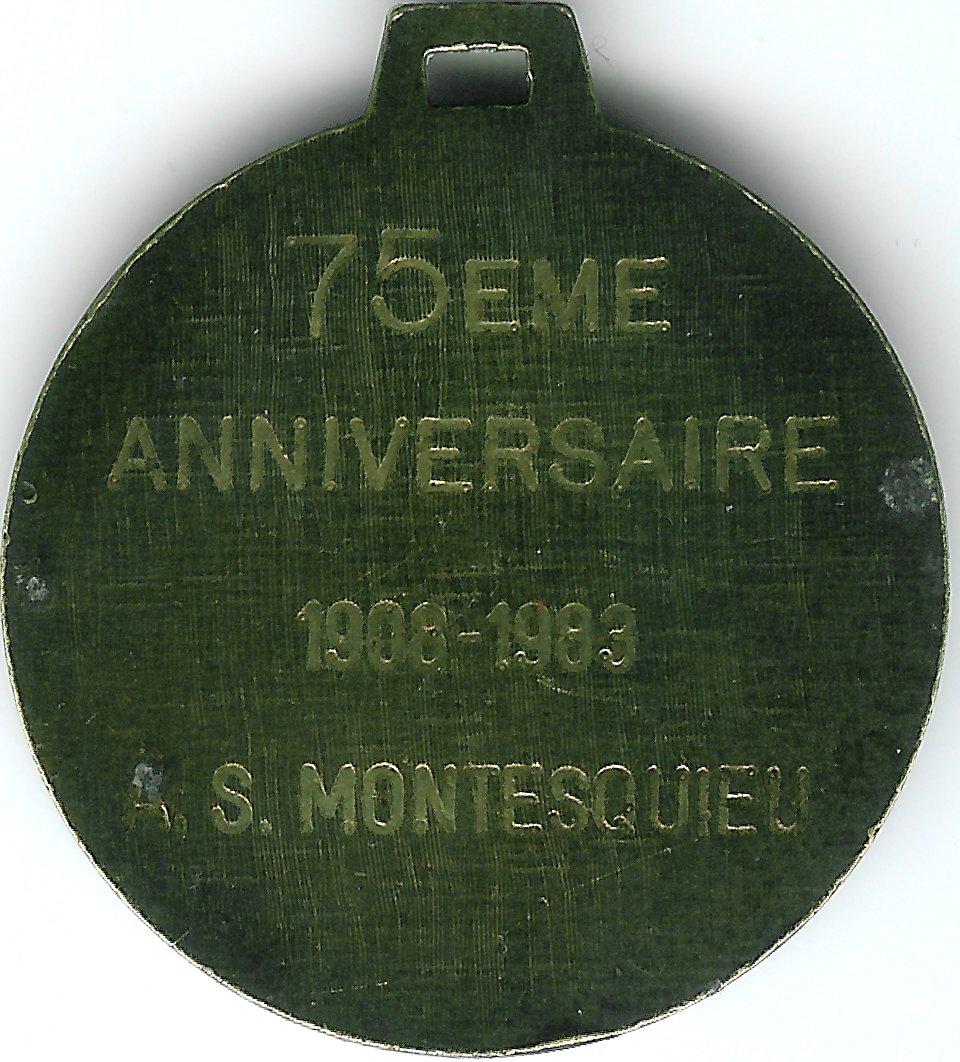 75EME
ANNIVERSAIRE
1908-1983
A. S. MONTESQUIEU